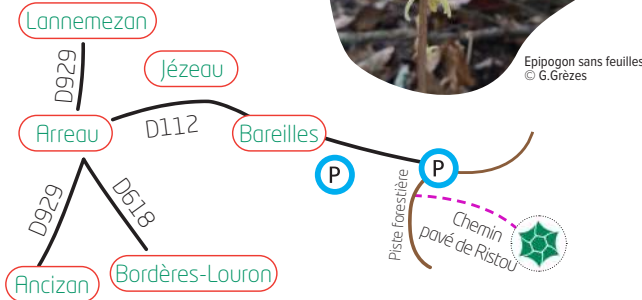 Lannemezan
Epipogon sans feuilles
© G.Grèzes
D929
Jézeau
Arreau
D112
Bareilles
P
P
D929
D618
Piste forestière
Chemin
pavé de Ristou
Ancizan
Bordères-Louron